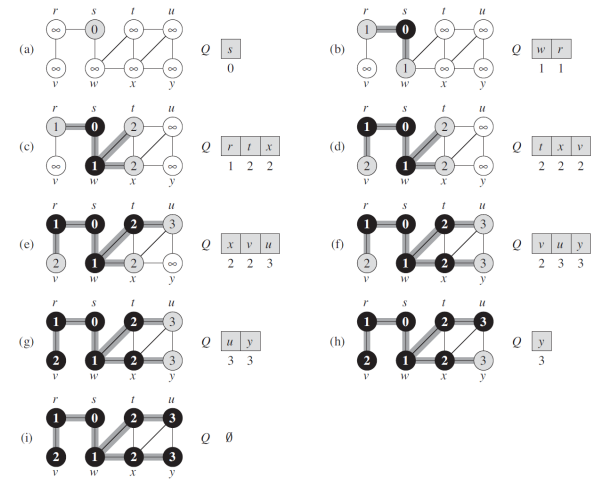 r s t u
∞ 0 ∞ ∞
(a) Q s
∞ ∞ ∞ ∞ 0
v w x y
r s t u
1 0 ∞ ∞
(b) Q w r
∞ 1 ∞ ∞ 1 1
v w x y
r s t u
1 0 2 ∞
(c) Q r t x
∞ 1 2 ∞ 1 2 2
v w x y
r s t u
1 0 2 ∞
(d) Q t x v
2 1 2 ∞ 2 2 2
v w x y
r s t u
1 0 2 3
(e) Q x v u
2 1 2 ∞ 2 2 3
v w x y
r s t u
1 0 2 3
(f) Q v u y
2 1 2 3 2 3 3
v w x y
r s t u
1 0 2 3
(g) Q u y
2 1 2 3 3 3
v w x y
r s t u
1 0 2 3
(h) Q y
2 1 2 3 3
v w x y
r s t u
1 0 2 3
(i) Q ∅
2 1 2 3
v w x y